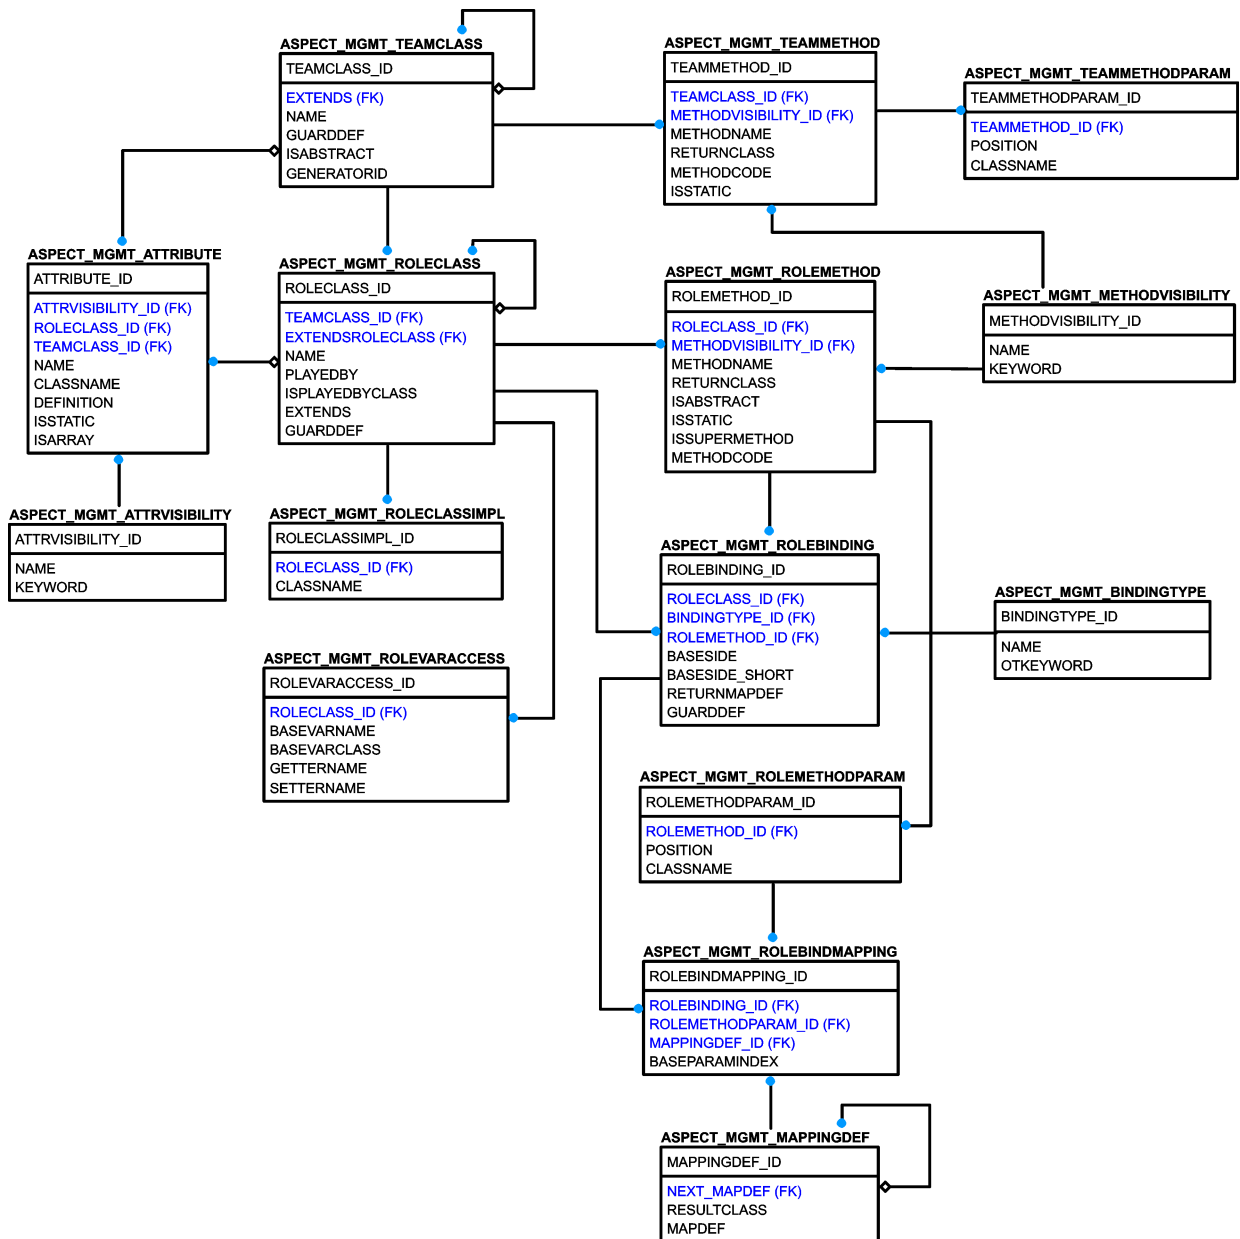 ASPECT_MGMT_TEAMCLASS
TEAMCLASS_ID
EXTENDS (FK)
NAME
GUARDDEF
ISABSTRACT
GENERATORID
ASPECT_MGMT_TEAMMETHOD
TEAMMETHOD_ID
TEAMCLASS_ID (FK)
METHODVISIBILITY_ID (FK)
METHODNAME
RETURNCLASS
METHODCODE
ISSTATIC
ASPECT_MGMT_TEAMMETHODPARAM
TEAMMETHODPARAM_ID
TEAMMETHOD_ID (FK)
POSITION
CLASSNAME
ASPECT_MGMT_ATTRIBUTE
ATTRIBUTE_ID
ATTRVISIBILITY_ID (FK)
ROLECLASS_ID (FK)
TEAMCLASS_ID (FK)
NAME
CLASSNAME
DEFINITION
ISSTATIC
ISARRAY
ASPECT_MGMT_ROLECLASS
ROLECLASS_ID
TEAMCLASS_ID (FK)
EXTENDSROLECLASS (FK)
NAME
PLAYEDBY
ISPLAYEDBYCLASS
EXTENDS
GUARDDEF
ASPECT_MGMT_ROLEMETHOD
ROLEMETHOD_ID
ROLECLASS_ID (FK)
METHODVISIBILITY_ID (FK)
METHODNAME
RETURNCLASS
ISABSTRACT
ISSTATIC
ISSUPERMETHOD
METHODCODE
ASPECT_MGMT_METHODVISIBILITY
METHODVISIBILITY_ID
NAME
KEYWORD
ASPECT_MGMT_ATTRVISIBILITY
ATTRVISIBILITY_ID
NAME
KEYWORD
ASPECT_MGMT_ROLECLASSIMPL
ROLECLASSIMPL_ID
ROLECLASS_ID (FK)
CLASSNAME
ASPECT_MGMT_ROLEBINDING
ROLEBINDING_ID
ROLECLASS_ID (FK)
BINDINGTYPE_ID (FK)
ROLEMETHOD_ID (FK)
BASESIDE
BASESIDE_SHORT
RETURNMAPDEF
GUARDDEF
ASPECT_MGMT_BINDINGTYPE
BINDINGTYPE_ID
NAME
OTKEYWORD
ASPECT_MGMT_ROLEVARACCESS
ROLEVARACCESS_ID
ROLECLASS_ID (FK)
BASEVARNAME
BASEVARCLASS
GETTERNAME
SETTERNAME
ASPECT_MGMT_ROLEMETHODPARAM
ROLEMETHODPARAM_ID
ROLEMETHOD_ID (FK)
POSITION
CLASSNAME
ASPECT_MGMT_ROLEBINDMAPPING
ROLEBINDMAPPING_ID
ROLEBINDING_ID (FK)
ROLEMETHODPARAM_ID (FK)
MAPPINGDEF_ID (FK)
BASEPARAMINDEX
ASPECT_MGMT_MAPPINGDEF
MAPPINGDEF_ID
NEXT_MAPDEF (FK)
RESULTCLASS
MAPDEF